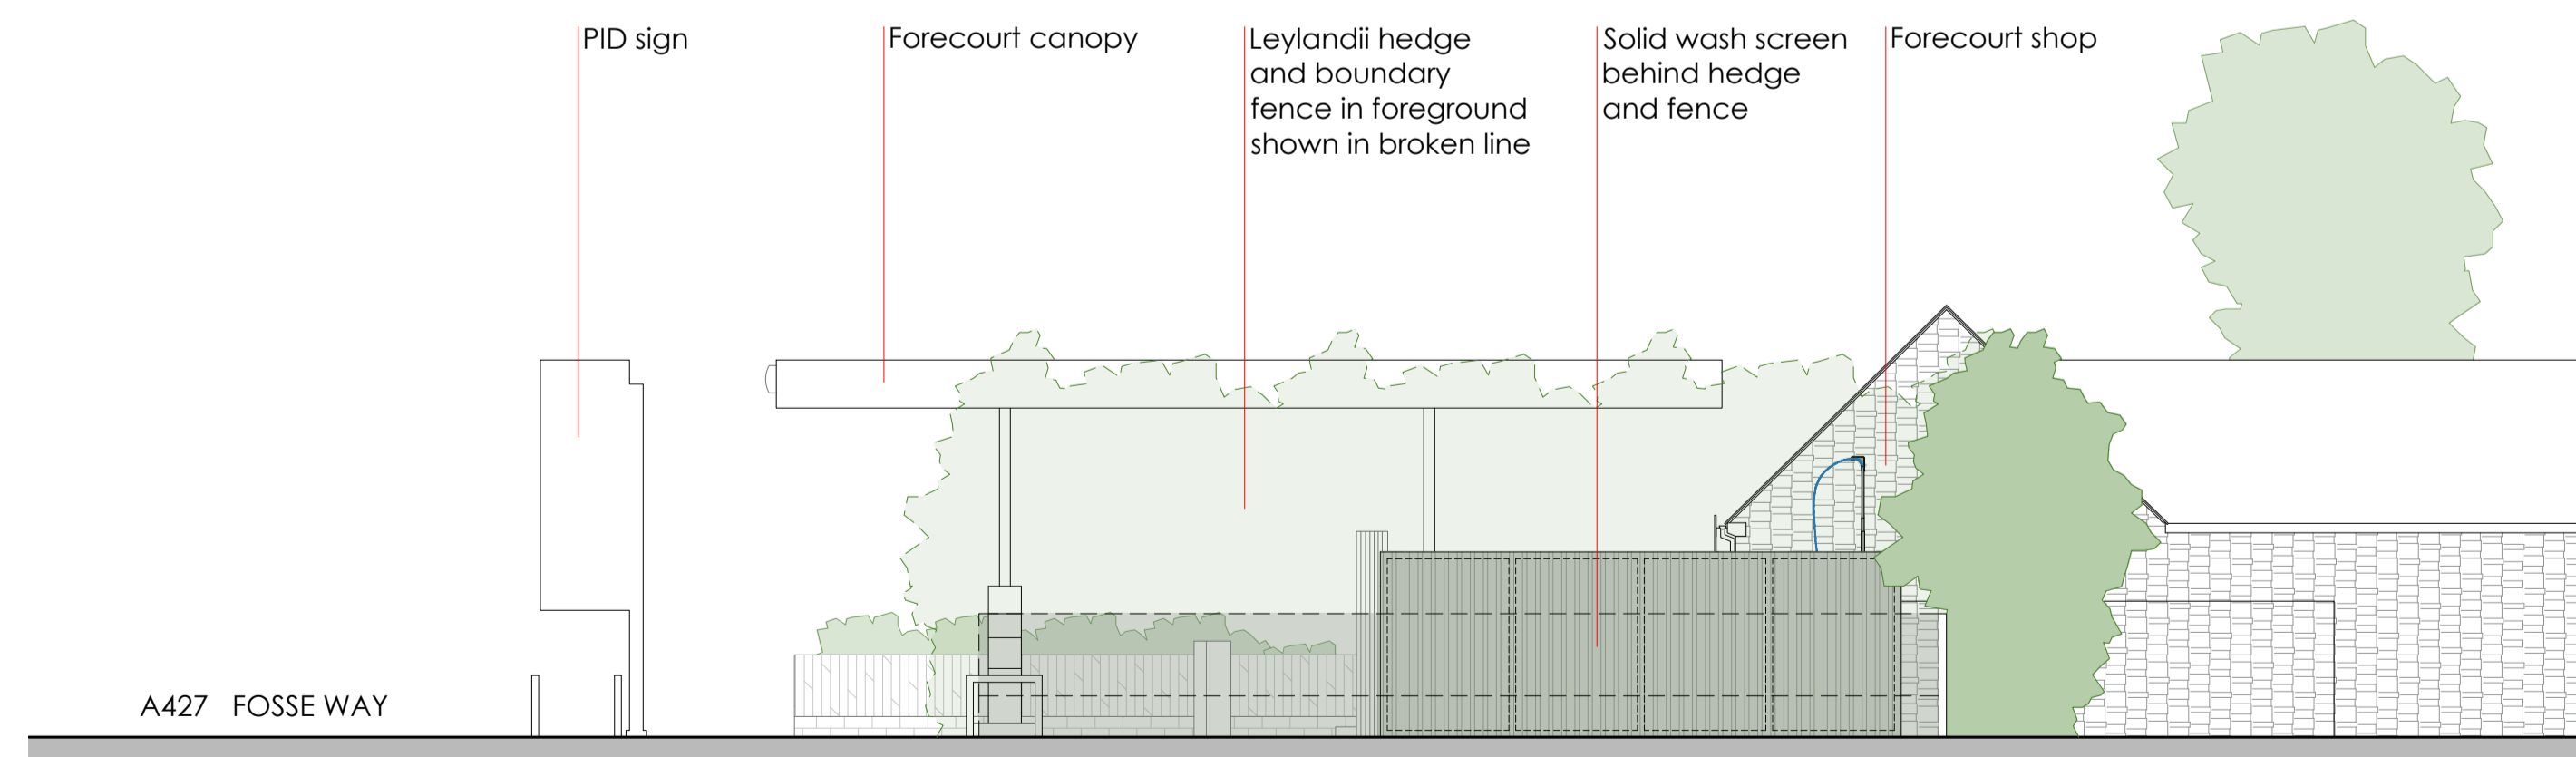 PID sign
Forecourt canopy
Leylandii hedge
and boundary
fence in foreground
shown in broken line
Solid wash screen
behind hedge
and fence
Forecourt shop
A427 FOSSE WAY